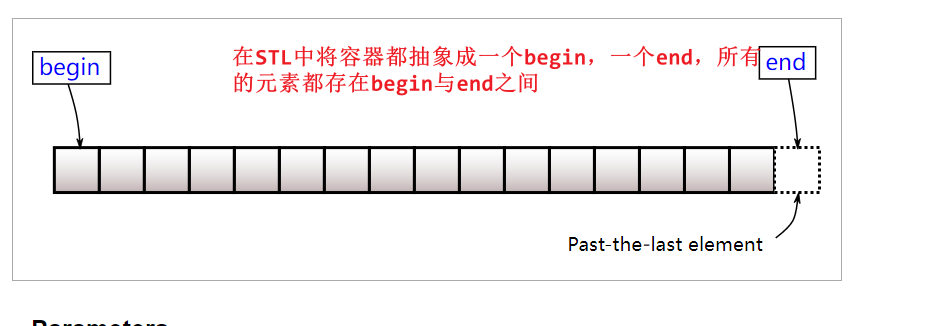 begin
在STL中将容器都抽象成一个begin，一个end，所有
end
的元素都存在begin与end之间
Past-the-last element
Parameters